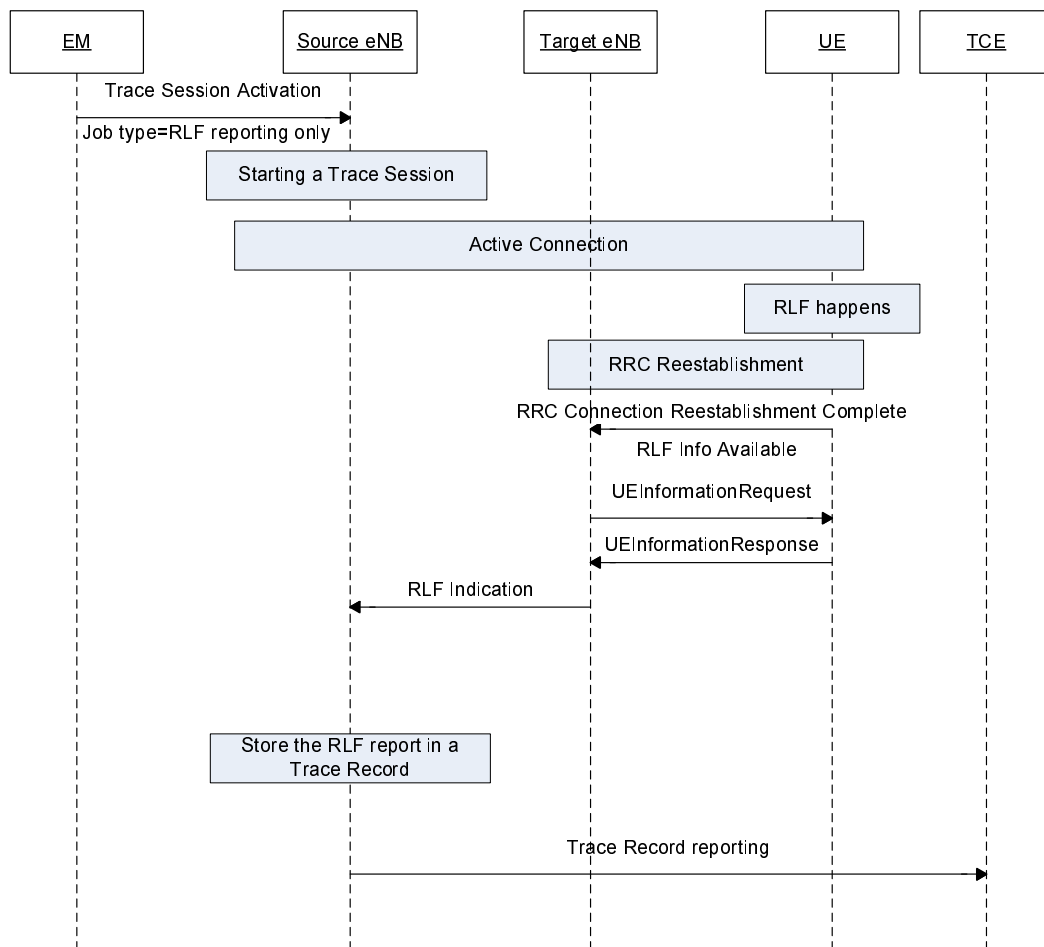 EM
Source eNB
Target eNB
UE
TCE
Trace Session Activation
Job type=RLF reporting only
Starting a Trace Session
Active Connection
RLF happens
RRC Reestablishment
RRC Connection Reestablishment Complete
RLF Info Available
UEInformationRequest
UEInformationResponse
RLF Indication
Store the RLF report in a
Trace Record
Trace Record reporting